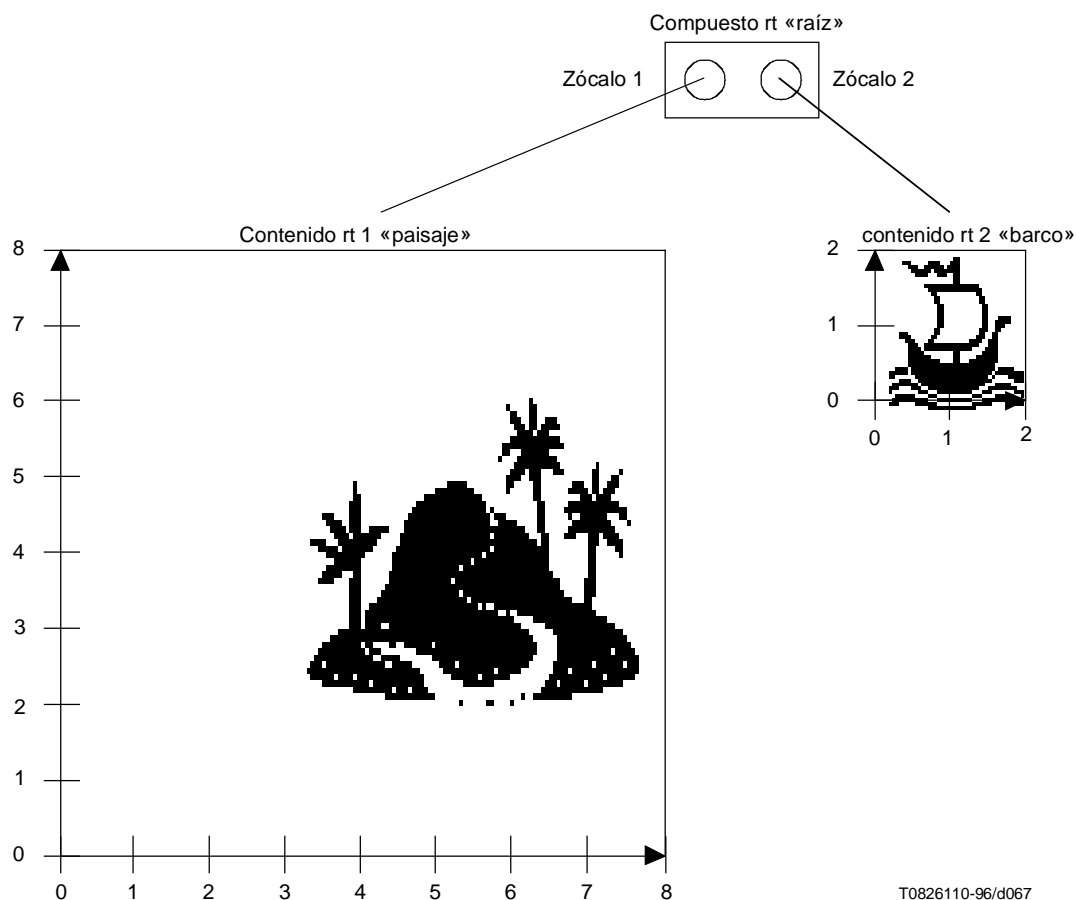 Compuesto rt «raíz»
Zócalo 1
Zócalo 2
Contenido rt 1 «paisaje»
contenido rt 2 «barco»
8
7
6
5
4
3
2
1
0
0 1 2 3 4 5 6 7 8
2
1
0
0 1 2
T0826110-96/d067